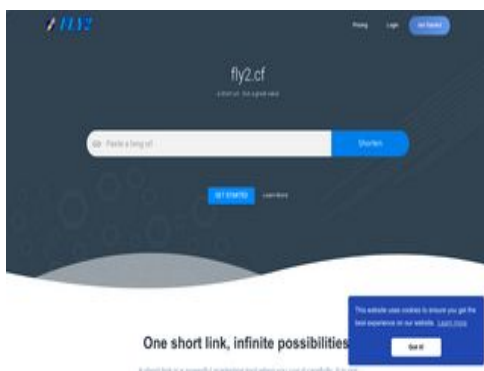 FLY2
Pricing Login Get Started
fly2.cf
Paste a long url Shorten
GET STARTED Learn More
This website uses cookies to ensure you get the
best experience on our website. Learn more
Got it!
One short link, infinite possibilities